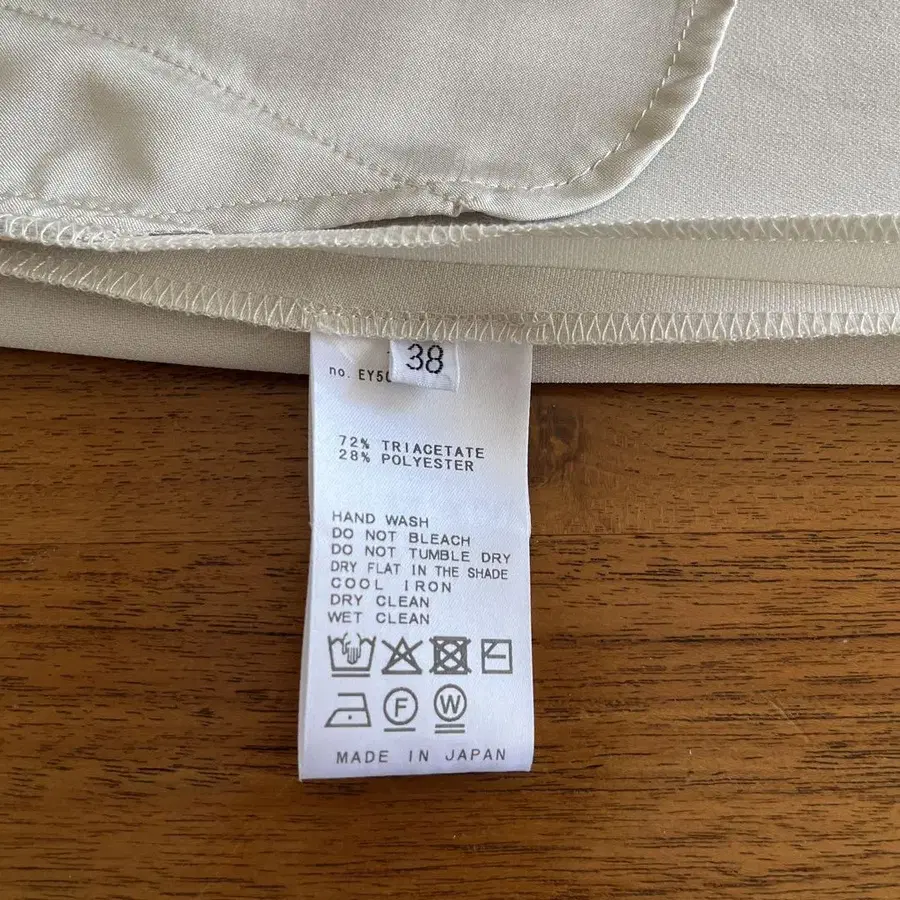 38
no. EY50
72% TRIACETATE
28% POLYESTER
HAND WASH
DO NOT BLEACH
DO NOT TUMBLE DRY
DRY FLAT IN THE SHADE
COOL IRON
DRY CLEAN
WET CLEAN
F W
MADE IN JAPAN